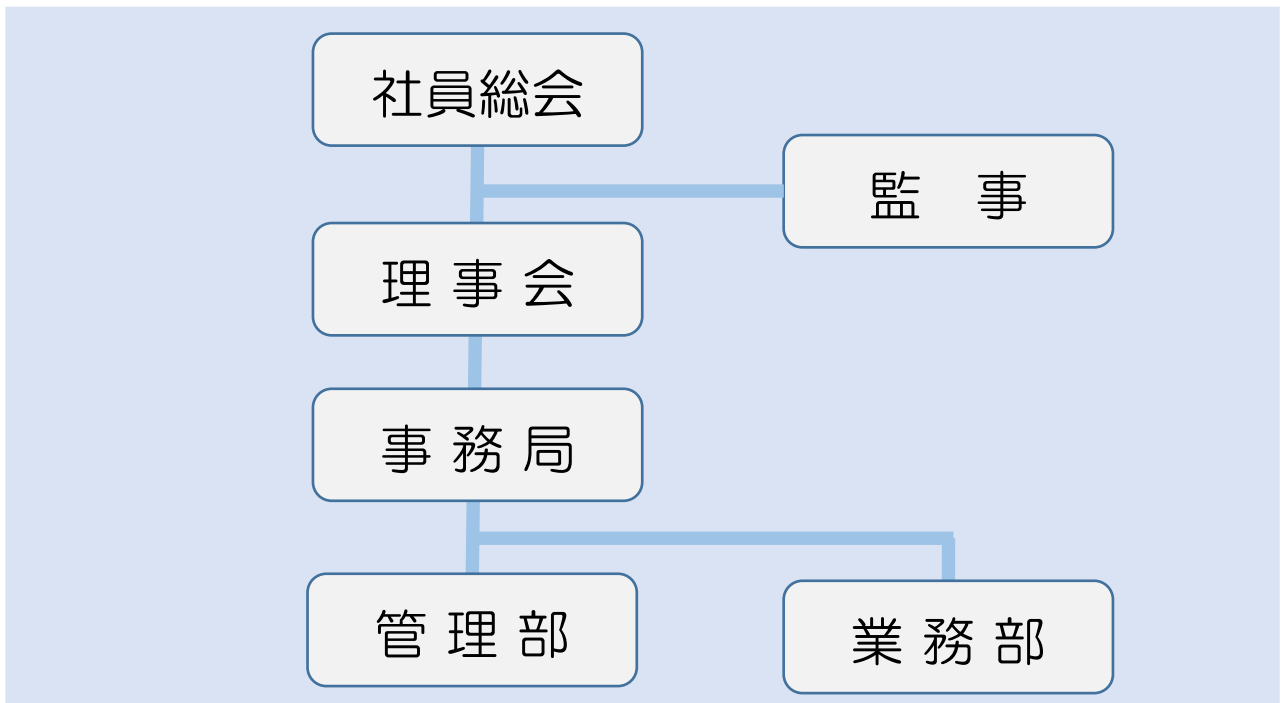 社員総会
監　事
理 事 会
事 務 局
管 理 部
業 務 部